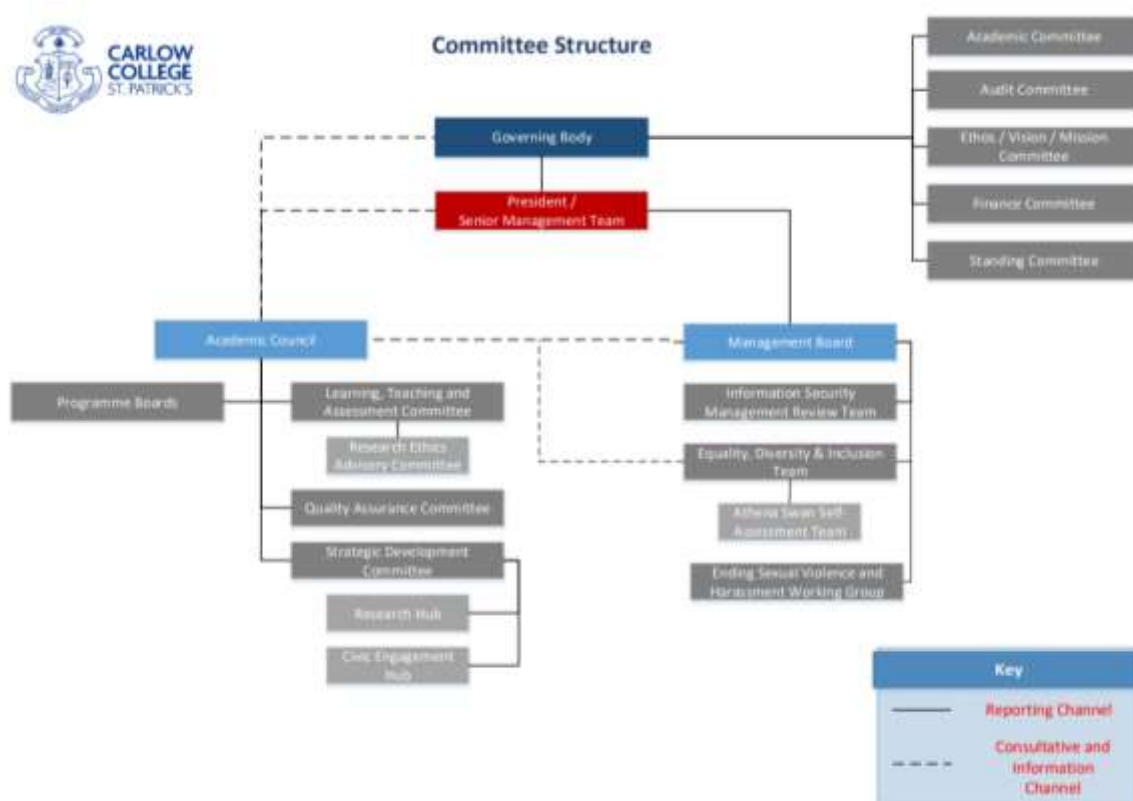 CARLOW
COLLEGE
ST. PATRICK'S
Committee Structure
Academic Committee
Audit Committee
Ethos / Vision / Mission
Committee
Finance Committee
Standing Committee
Governing Body
President /
Senior Management Team
Academic Council
Management Board
Programme Boards
Learning, Teaching and
Assessment Committee
Research Ethics
Advisory Committee
Quality Assurance Committee
Strategic Development
Committee
Research Hub
Civic Engagement
Hub
Information Security
Management Review Team
Equality, Diversity & Inclusion
Team
Athena Swan Self-
Assessment Team
Ending Sexual Violence and
Harassment Working Group
Key
Reporting Channel
Consultative and
Information
Channel